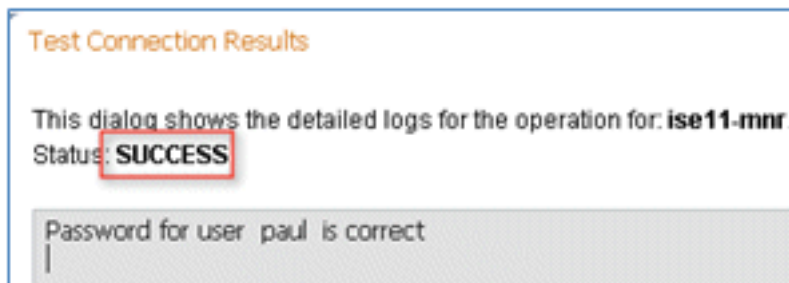 Test Connection Results
This dialog shows the detailed logs for the operation for: ise11-mnr.
Status: SUCCESS
Password for user paul is correct